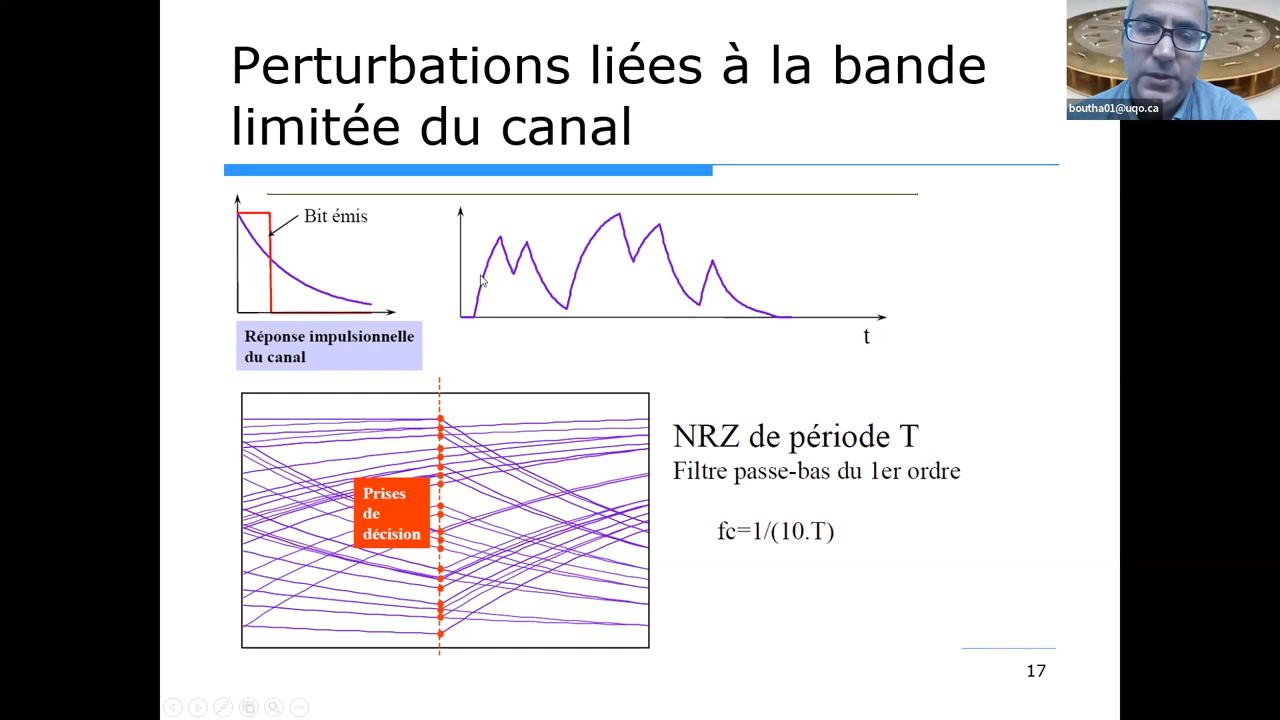 Perturbations liées à la bande
limitée du canal
boutha01@uqo.ca
Bit émis
Réponse impulsionnelle
du canal
t
Prises
de
décision
NRZ de période T
Filtre passe-bas du 1er ordre
fc=1/(10.T)
17